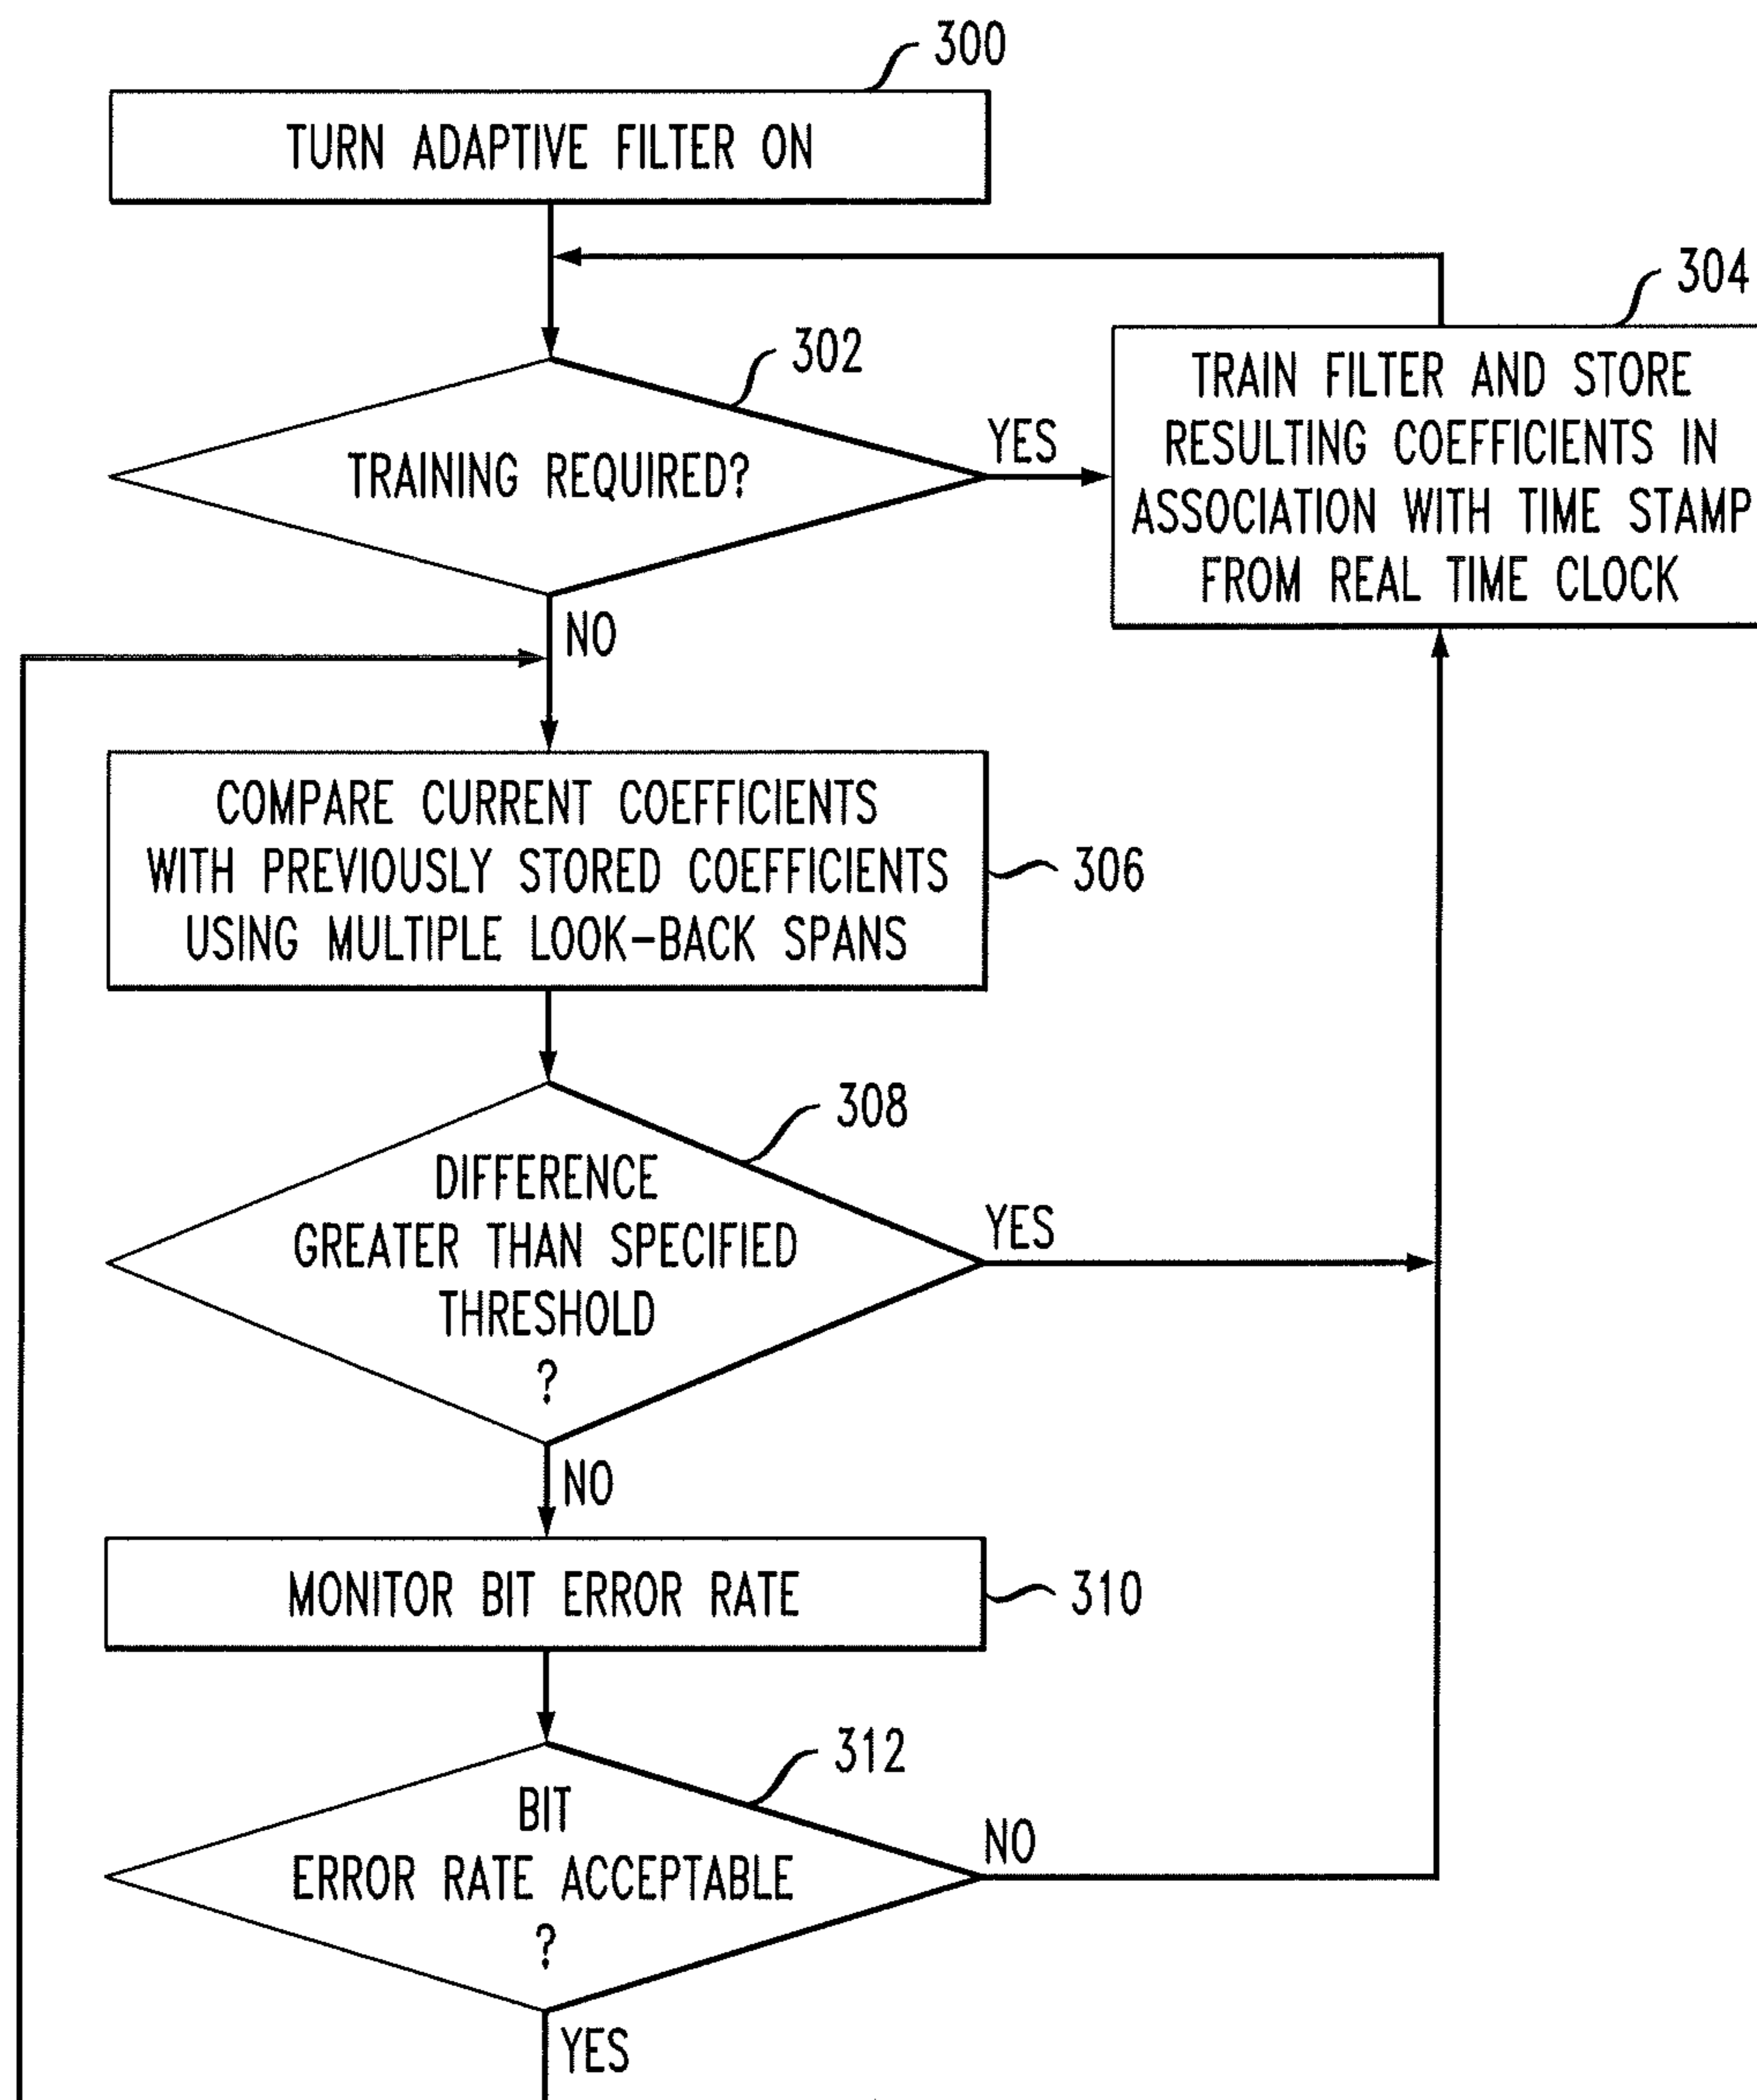 300
TURN ADAPTIVE FILTER ON
302
TRAINING REQUIRED?
YES
NO
304
TRAIN FILTER AND STORE
RESULTING COEFFICIENTS IN
ASSOCIATION WITH TIME STAMP
FROM REAL TIME CLOCK
COMPARE CURRENT COEFFICIENTS
WITH PREVIOUSLY STORED COEFFICIENTS
USING MULTIPLE LOOK-BACK SPANS
306
308
DIFFERENCE
GREATER THAN SPECIFIED
THRESHOLD
?
YES
NO
MONITOR BIT ERROR RATE
310
312
BIT
ERROR RATE ACCEPTABLE
?
NO
YES